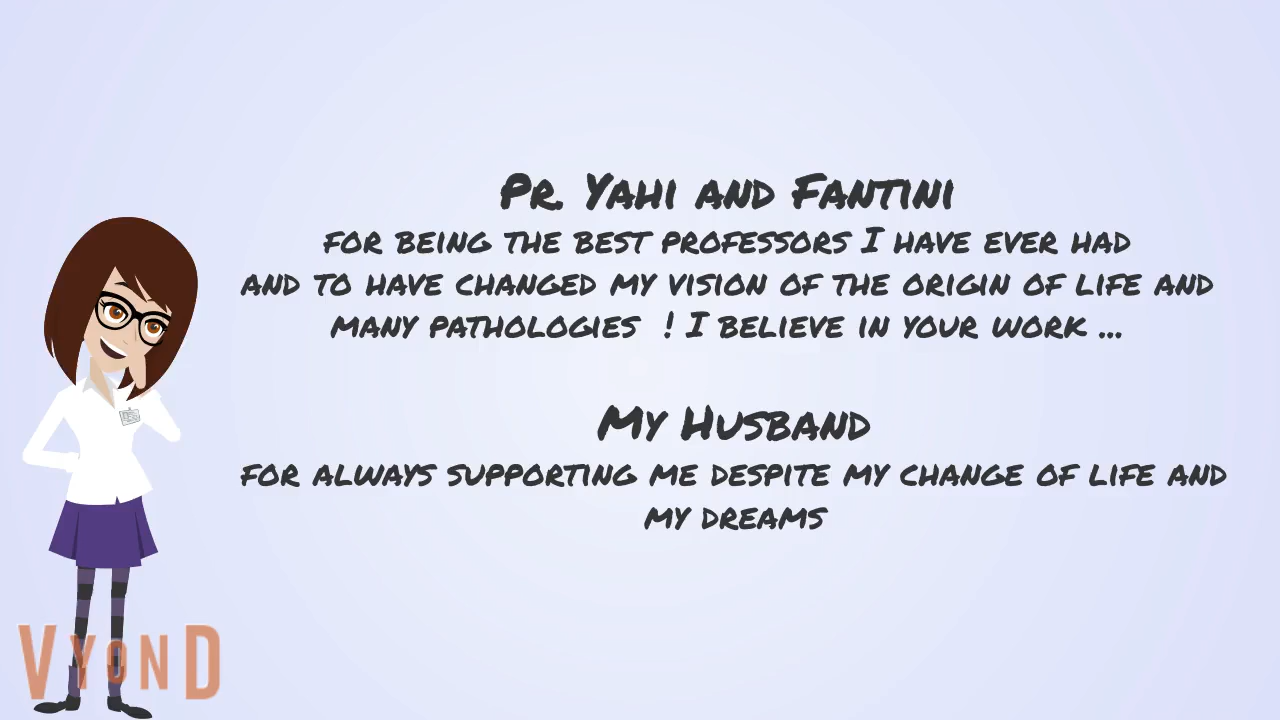 Pr. Yahi and Fantini
for being the best professors I have ever had
and to have changed my vision of the origin of life and
many pathologies ! I believe in your work ...
My Husband
for always supporting me despite my change of life and
my dreams
VYOND